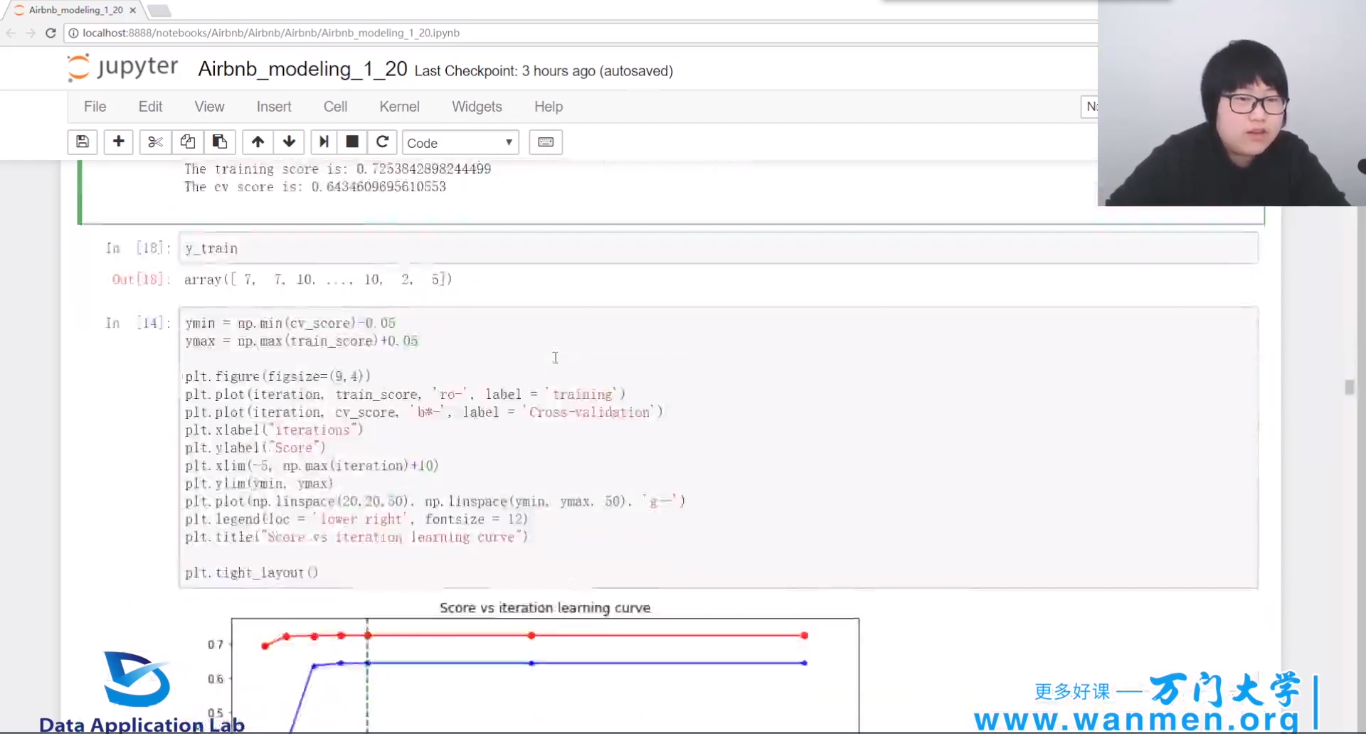 Airbnb_modeling_1_20
localhost:8888/notebooks/Airbnb/Airbnb/Airbnb/Airbnb_modeling_1_20.ipynb
jupyter Airbnb_modeling_1_20 Last Checkpoint: 3 hours ago (autosaved)
File Edit View Insert Cell Kernel Widgets Help
Code
The training score is: 0.7253842898244499
The cv score is: 0.6434609695610553
In [18]: y_train
Out[18]: array([ 7, 7, 10, ..., 10, 2, 5])
In [14]: ymin = np.min(cv_score)-0.05
ymax = np.max(train_score)+0.05
plt.figure(figsize=(9,4))
plt.plot(iteration, train_score, 'ro-', label = 'training')
plt.plot(iteration, cv_score, 'b*-', label = 'Cross-validation')
plt.xlabel("iterations")
plt.ylabel("Score")
plt.xlim(-5, np.max(iteration)+10)
plt.ylim(ymin, ymax)
plt.plot(np.linspace(20,20,50), np.linspace(ymin, ymax, 50), 'g--')
plt.legend(loc = 'lower right', fontsize = 12)
plt.title("Score vs iteration learning curve")
plt.tight_layout()
Score vs iteration learning curve
0.7
0.6
0.5
Data Application Lab
更多好课 — 万门大学
www.wanmen.org